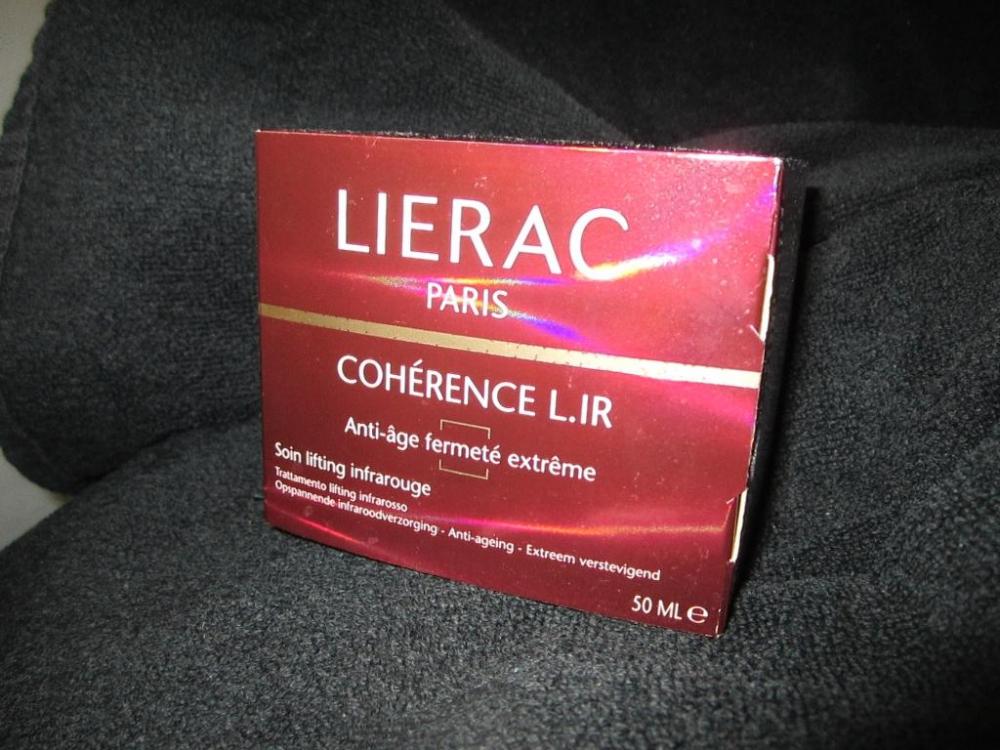 LIERAC
PARIS
COHÉRENCE L.IR
Anti-âge fermeté extrême
Soin lifting infrarouge
Trattamento lifting infrarosso
Opspannende infraroodverzorging - Anti-ageing - Extreem verstevigend
50 ML ℮